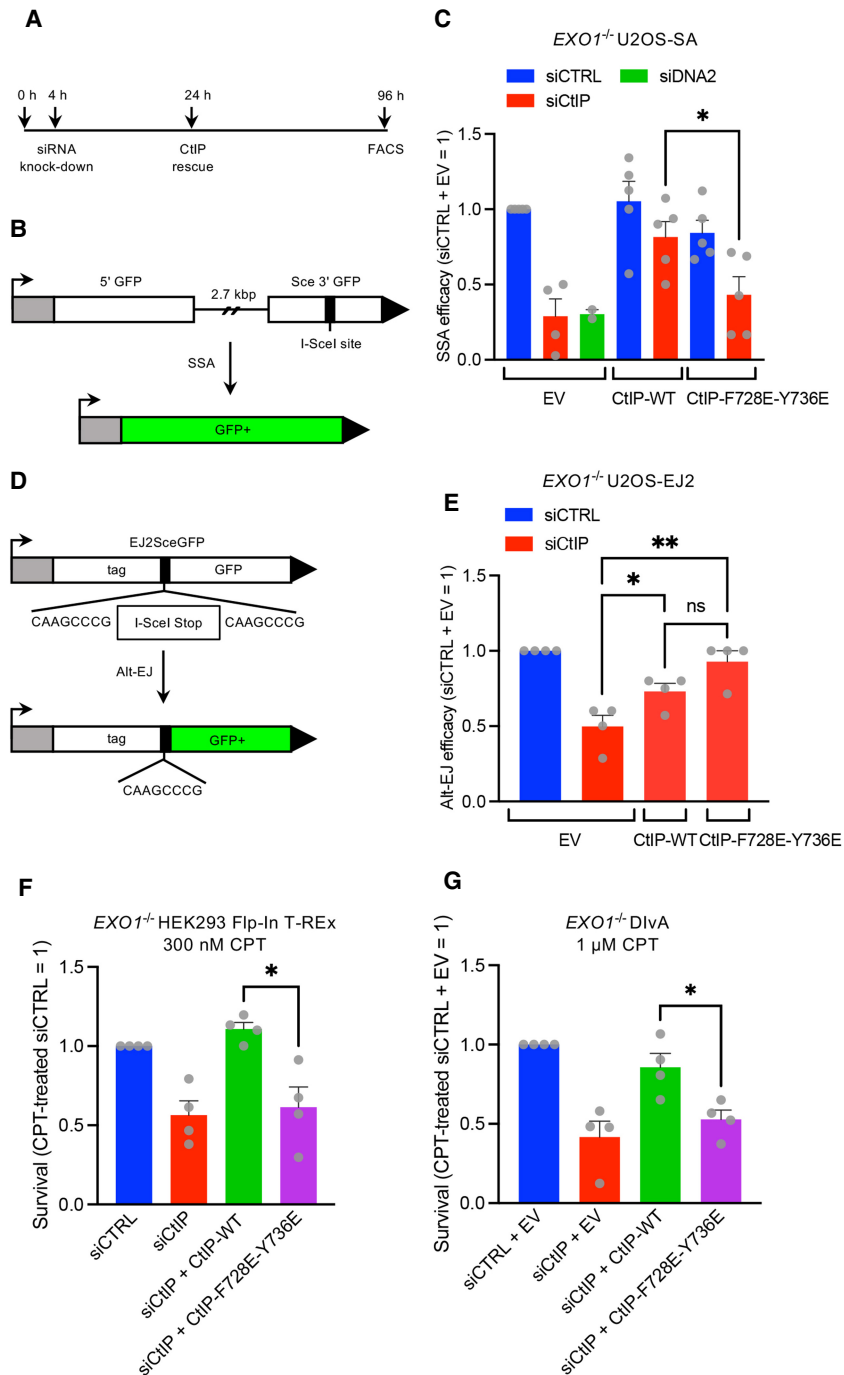 A
0 h
4 h
24 h
96 h
siRNA
knock-down
CtIP
rescue
FACS
B
5' GFP
2.7 kbp
Sce 3' GFP
I-SceI site
SSA
GFP+
C
EXO1-/- U2OS-SA
siCTRL
siDNA2
siCtIP
SSA efficacy (siCTRL + EV = 1)
1.5
1.0
0.5
0.0
*
EV
CtIP-WT
CtIP-F728E-Y736E
D
EJ2SceGFP
tag
GFP
CAAGCCCG
I-SceI Stop
CAAGCCCG
Alt-EJ
tag
GFP+
CAAGCCCG
E
EXO1-/- U2OS-EJ2
siCTRL
siCtIP
Alt-EJ efficacy (siCTRL + EV = 1)
1.5
1.0
0.5
0.0
**
*
ns
EV
CtIP-WT
CtIP-F728E-Y736E
F
EXO1-/- HEK293 Flp-In T-REx
300 nM CPT
Survival (CPT-treated siCTRL = 1)
1.5
1.0
0.5
0.0
*
siCTRL
siCtIP
siCtIP + CtIP-WT
siCtIP + CtIP-F728E-Y736E
G
EXO1-/- DIvA
1 µM CPT
Survival (CPT-treated siCTRL + EV = 1)
1.5
1.0
0.5
0.0
*
siCTRL + EV
siCtIP + EV
siCtIP + CtIP-WT
siCtIP + CtIP-F728E-Y736E